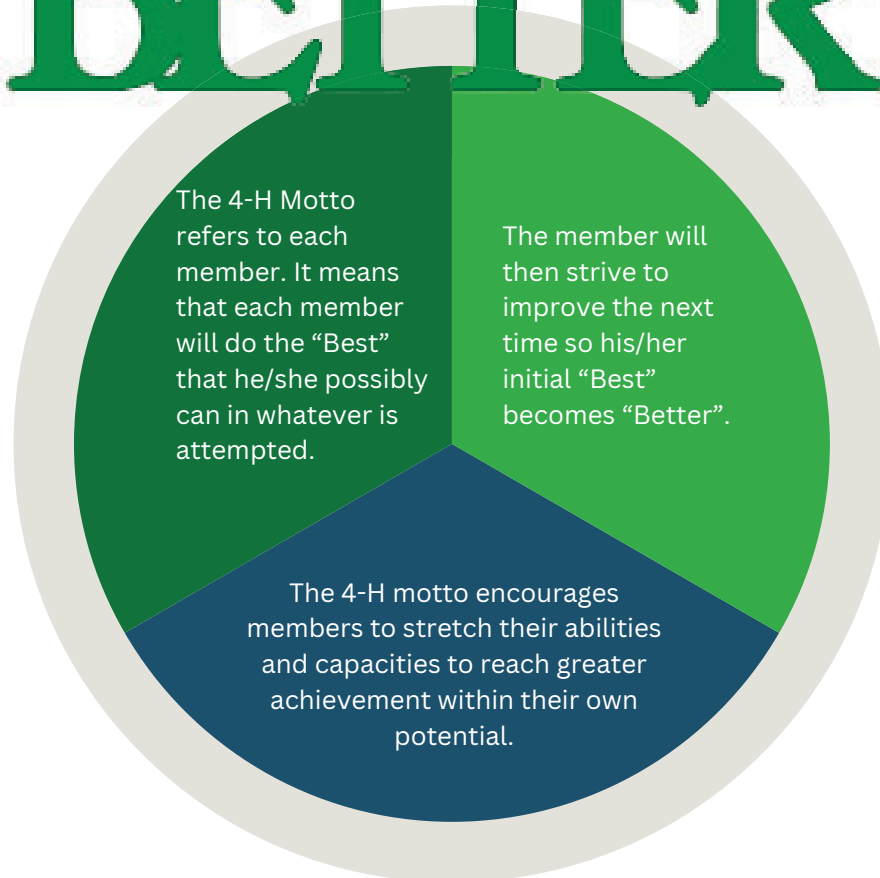 BETTER
The 4-H Motto
refers to each
member. It means
that each member
will do the “Best”
that he/she possibly
can in whatever is
attempted.
The member will
then strive to
improve the next
time so his/her
initial “Best”
becomes “Better”.
The 4-H motto encourages
members to stretch their abilities
and capacities to reach greater
achievement within their own
potential.